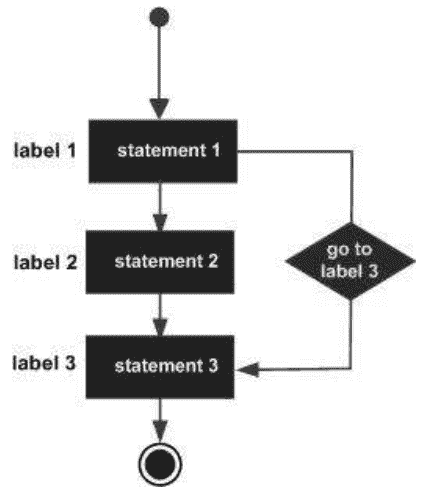 label 1
statement 1
label 2
statement 2
go to
label 3
label 3
statement 3